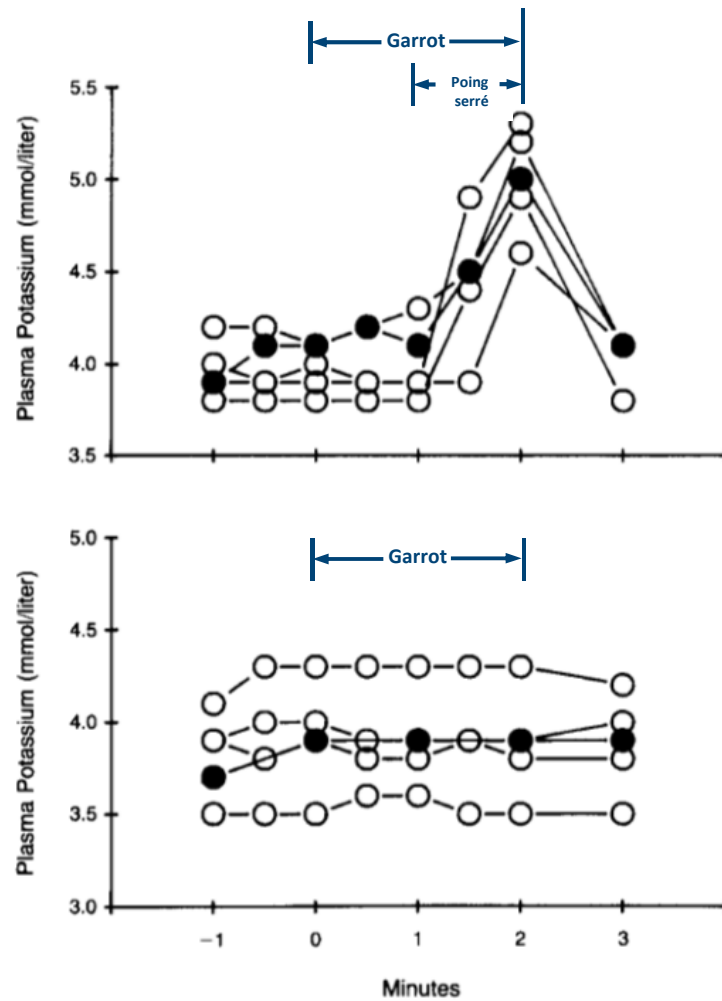 Garrot
Poing
serré
5.5
5.0
4.5
4.0
3.5
Plasma Potassium (mmol/liter)
Garrot
5.0
4.5
4.0
3.5
3.0
Plasma Potassium (mmol/liter)
−1 0 1 2 3
Minutes